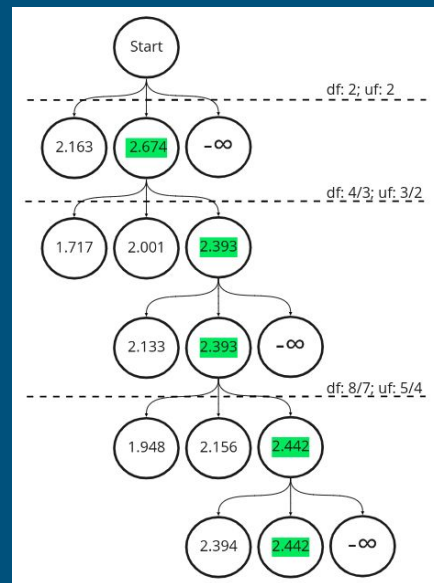 Start
df: 2; uf: 2
2.163 2.674 -∞
df: 4/3; uf: 3/2
1.717 2.001 2.393
2.133 2.393 -∞
df: 8/7; uf: 5/4
1.948 2.156 2.442
2.394 2.442 -∞